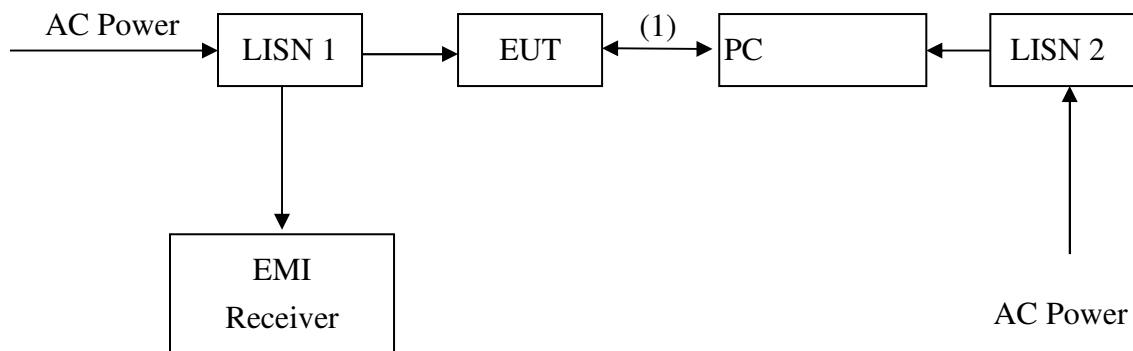 AC Power
LISN 1
EUT
(1)
PC
LISN 2
EMI
Receiver
AC Power